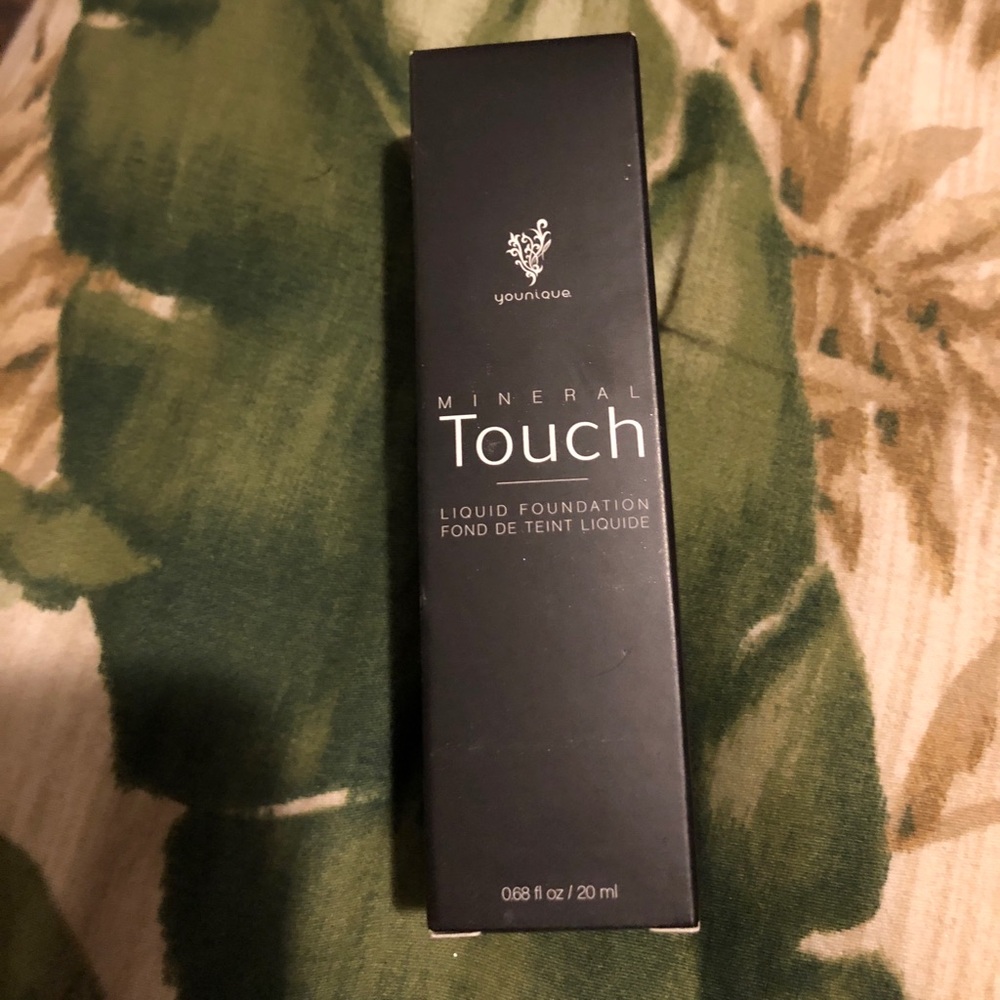 younique
MINERAL
Touch
LIQUID FOUNDATION
FOND DE TEINT LIQUIDE
0.68 fl oz / 20 ml